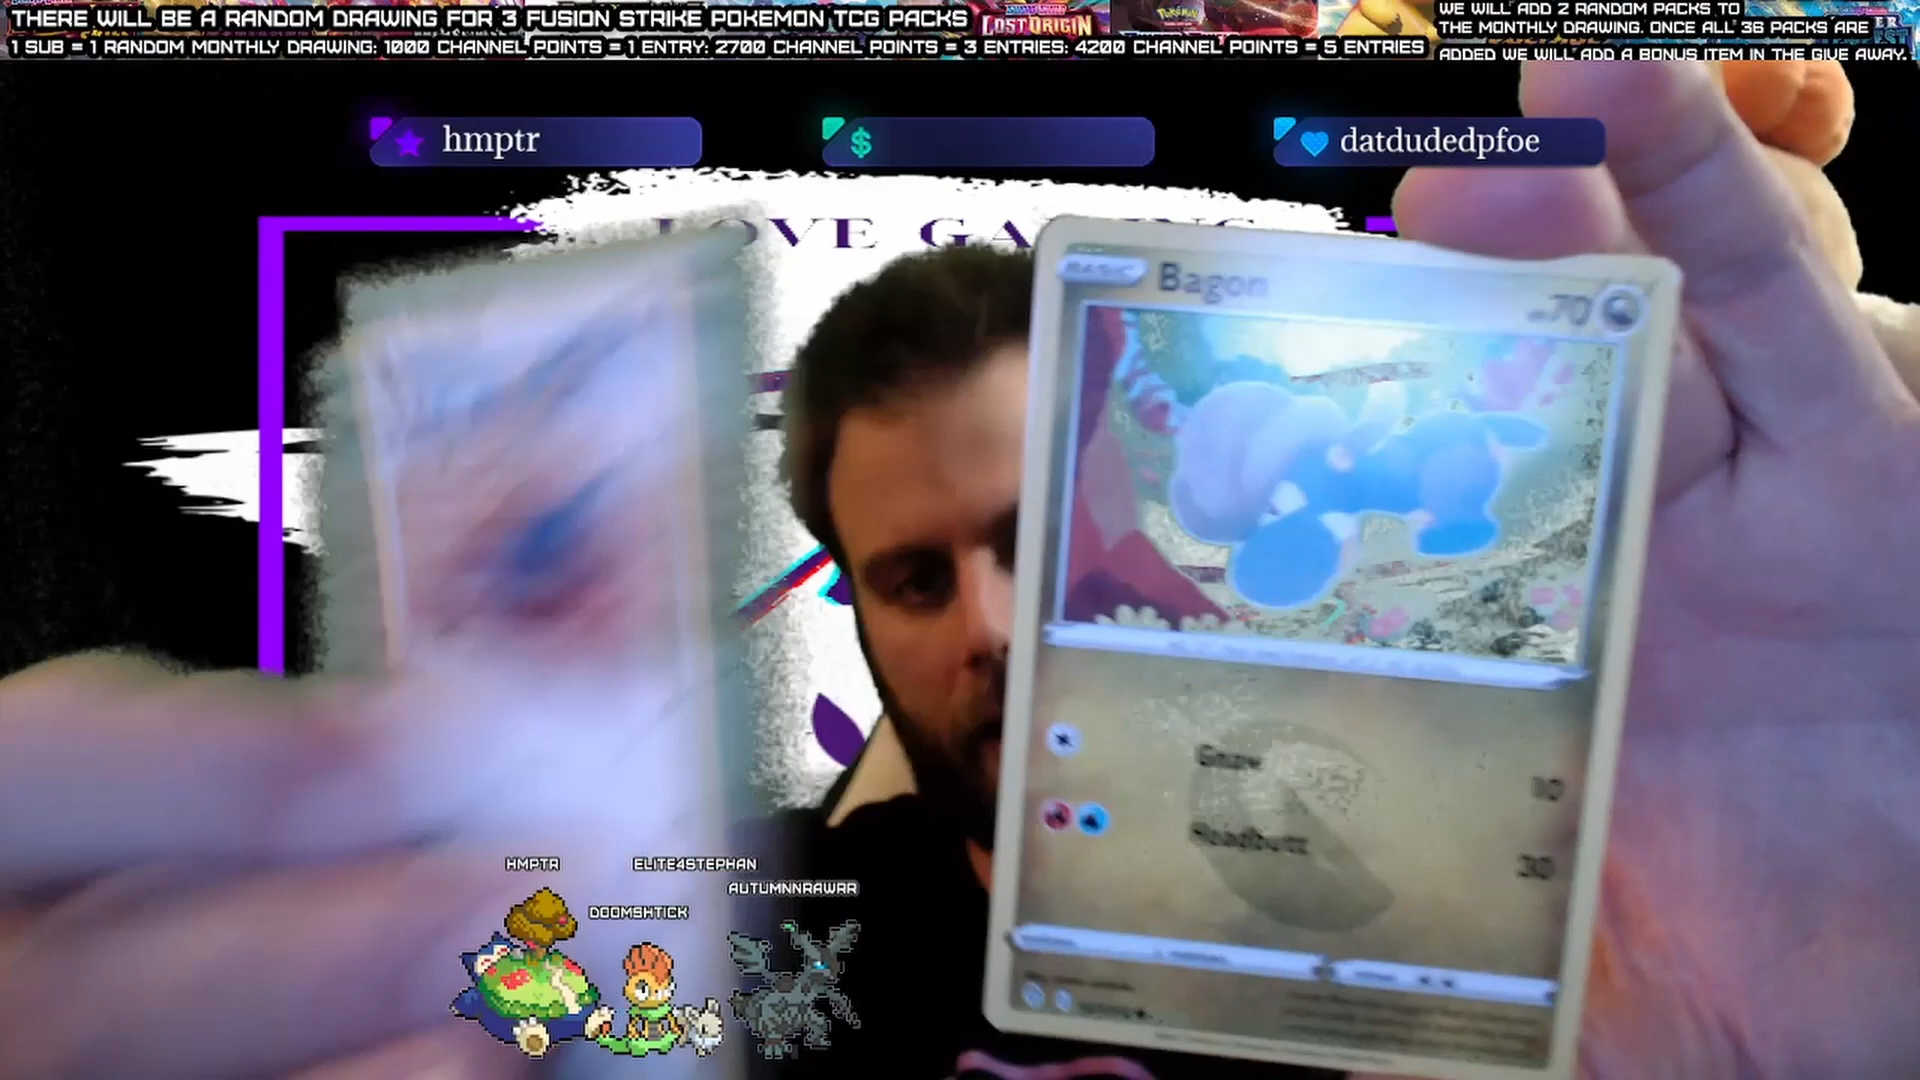 THERE WILL BE A RANDOM DRAWING FOR 3 FUSION STRIKE POKEMON TCG PACKS
1 SUB = 1 RANDOM MONTHLY DRAWING: 1000 CHANNEL POINTS = 1 ENTRY: 2700 CHANNEL POINTS = 3 ENTRIES: 4200 CHANNEL POINTS = 5 ENTRIES
LOST ORIGIN
WE WILL ADD 2 RANDOM PACKS TO
THE MONTHLY DRAWING. ONCE ALL 36 PACKS ARE
ADDED WE WILL ADD A BONUS ITEM IN THE GIVE AWAY.
hmptr
$
datdudedpfoe
BASIC Bagon 70
Gnaw 10
Headbutt 30
HMPTR
ELITE4STEPHAN
AUTUMNNRAWRR
DOOMSHTICK